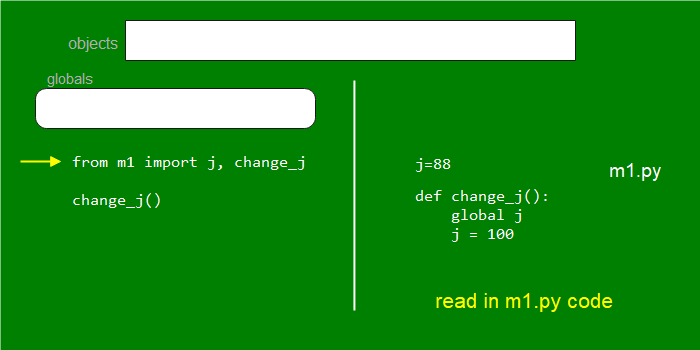 objects
globals
from m1 import j, change_j
change_j()
j=88
m1.py
def change_j():
    global j
    j = 100
read in m1.py code